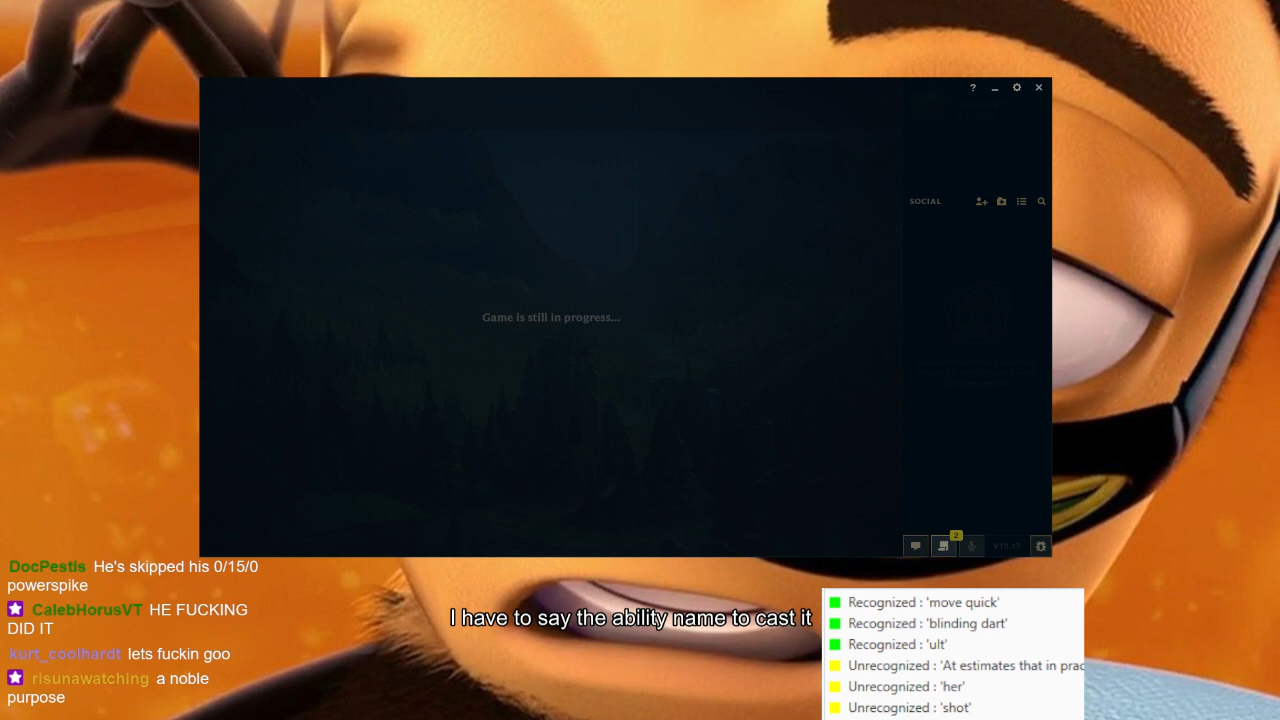 ?
SOCIAL
Game is still in progress...
2
V13.17
DocPestis He's skipped his 0/15/0
powerspike
CalebHorusVT HE FUCKING
DID IT
kurt_coolhardt lets fuckin goo
risunawatching a noble
purpose
I have to say the ability name to cast it
Recognized : 'move quick'
Recognized : 'blinding dart'
Recognized : 'ult'
Unrecognized : 'At estimates that in prac
Unrecognized : 'her'
Unrecognized : 'shot'